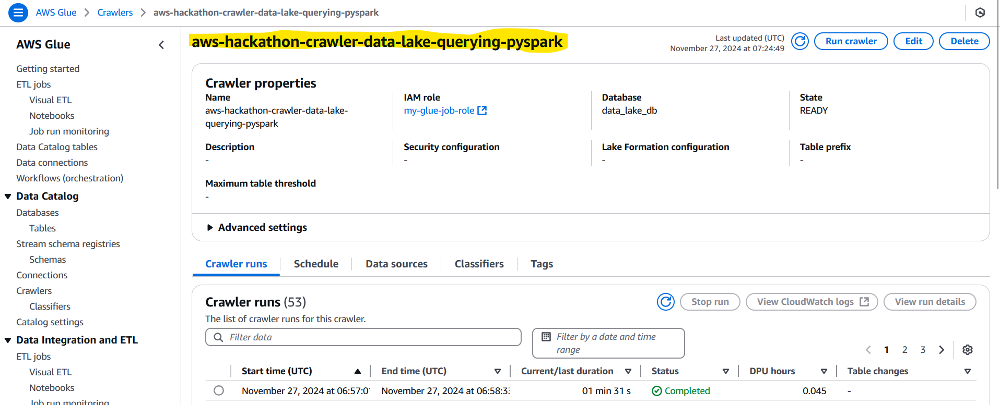 AWS Glue > Crawlers > aws-hackathon-crawler-data-lake-querying-pyspark
AWS Glue
Getting started
ETL jobs
Visual ETL
Notebooks
Job run monitoring
Data Catalog tables
Data connections
Workflows (orchestration)
Data Catalog
Databases
Tables
Stream schema registries
Schemas
Connections
Crawlers
Classifiers
Catalog settings
Data Integration and ETL
ETL jobs
Visual ETL
Notebooks
Job run monitoring
aws-hackathon-crawler-data-lake-querying-pyspark
Last updated (UTC)
November 27, 2024 at 07:24:49
Run crawler
Edit
Delete
Crawler properties
Name
aws-hackathon-crawler-data-lake-
querying-pyspark
IAM role
my-glue-job-role
Database
data_lake_db
State
READY
Description
-
Security configuration
-
Lake Formation configuration
-
Table prefix
-
Maximum table threshold
-
Advanced settings
Crawler runs
Schedule
Data sources
Classifiers
Tags
Crawler runs (53)
The list of crawler runs for this crawler.
Stop run
View CloudWatch logs
View run details
Filter data
Filter by a date and time
range
1 2 3
Start time (UTC) End time (UTC) Current/last duration Status DPU hours Table changes
November 27, 2024 at 06:57:0 November 27, 2024 at 06:58:3 01 min 31 s Completed 0.045 -